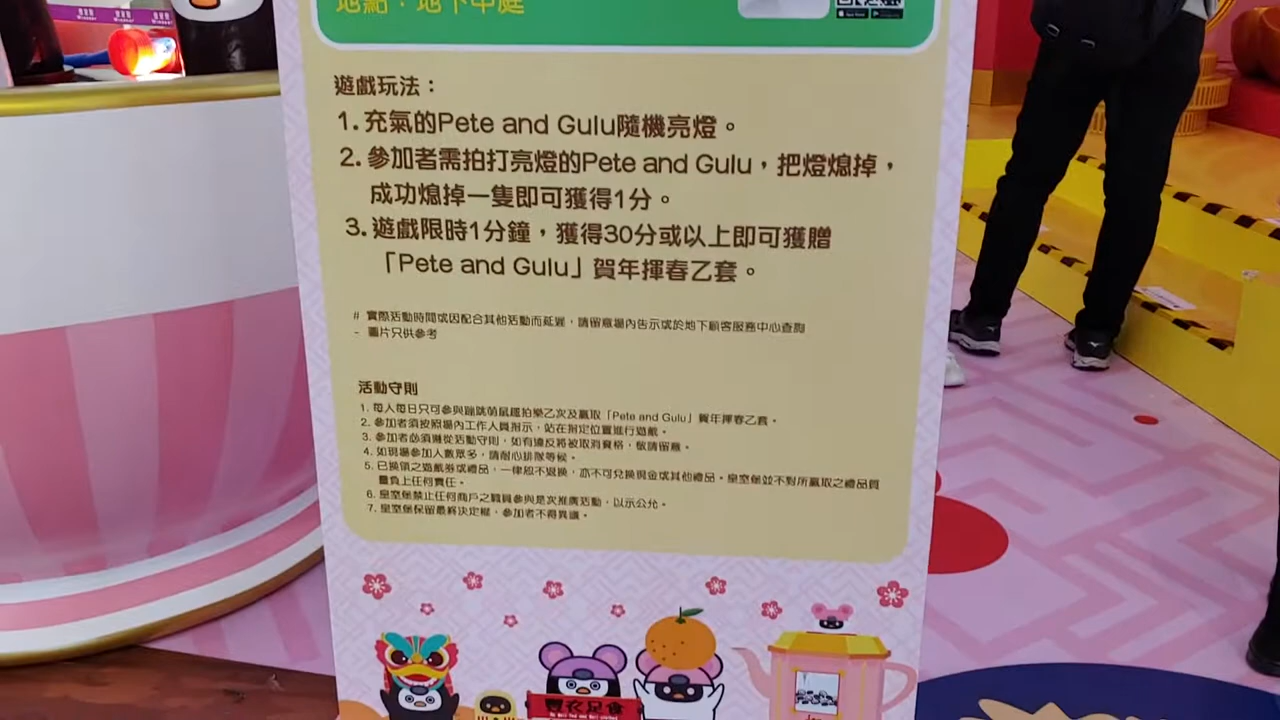 Winner
Winner
地點：地下中庭
遊戲玩法：
1. 充氣的Pete and Gulu隨機亮燈。
2. 參加者需拍打亮燈的Pete and Gulu，把燈熄掉，
成功熄掉一隻即可獲得1分。
3. 遊戲限時1分鐘，獲得30分或以上即可獲贈
「Pete and Gulu」賀年揮春乙套。
# 實際活動時間或因配合其他活動而延遲，請留意場內告示或於地下顧客服務中心查詢
- 圖片只供參考
活動守則
1. 每人每日只可參與蹦跳萌鼠鑼拍樂乙次及贏取「Pete and Gulu」賀年揮春乙套。
2. 參加者須按照場內工作人員指示，站在指定位置進行遊戲。
3. 參加者必須遵從活動守則，如有違反將被取消資格，敬請留意。
4. 如現場參加人數眾多，請耐心排隊等候。
5. 已換領之遊戲券或禮品，一律恕不退換，亦不可兌換現金或其他禮品。皇室堡並不對所贏取之禮品質
量負上任何責任。
6. 皇室堡禁止任何商戶之職員參與是次推廣活動，以示公允。
7. 皇室堡保留最終決定權，參加者不得異議。
豐衣足食